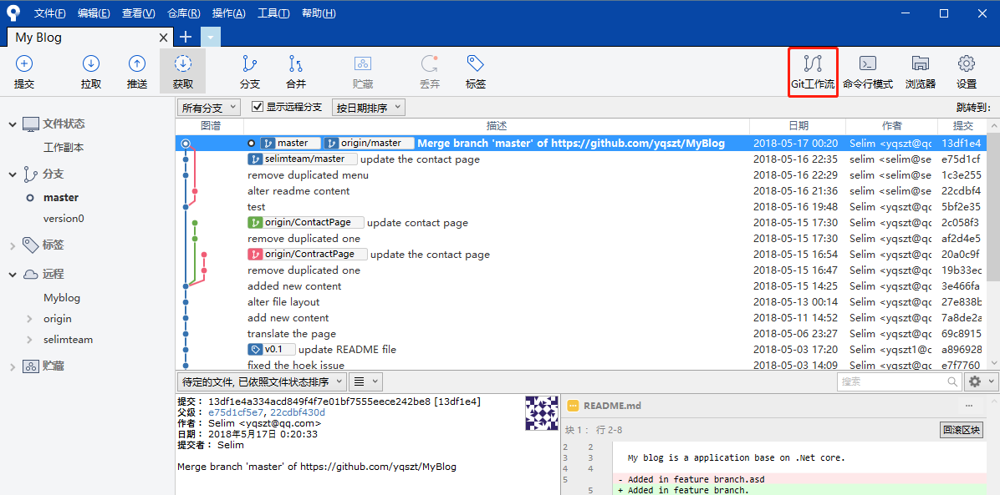 文件(F) 编辑(E) 查看(V) 仓库(R) 操作(A) 工具(T) 帮助(H)
My Blog
提交 拉取 推送 获取 分支 合并 贮藏 丢弃 标签 Git工作流 命令行模式 浏览器 设置
文件状态
工作副本
分支
master
version0
标签
远程
Myblog
origin
selimteam
贮藏
所有分支 显示远程分支 按日期排序 跳转到:
图谱 描述 日期 作者 提交
master origin/master Merge branch 'master' of https://github.com/yqszt/MyBlog 2018-05-17 00:20 Selim <yqszt@qq 13df1e4
selimteam/master update the contact page 2018-05-16 22:35 selim <selim@se e75d1cf
remove duplicated menu 2018-05-16 22:29 selim <selim@se 1c3e255
alter readme content 2018-05-16 21:36 selim <selim@se 22cdbf4
test 2018-05-16 19:48 Selim <yqszt@qq 5bf2e35
origin/ContactPage update contact page 2018-05-15 17:30 Selim <yqszt@qq 2c058f3
remove duplicated one 2018-05-15 17:30 Selim <yqszt@qq af2d4e5
origin/ContractPage update the contact page 2018-05-15 16:54 Selim <yqszt@qq 20a0c9f
remove duplicated one 2018-05-15 16:47 Selim <yqszt@qq 19b33ec
added new content 2018-05-15 14:25 Selim <yqszt@qq 3e466fa
alter file layout 2018-05-13 00:14 Selim <yqszt@qq 27e838b
add new content 2018-05-11 14:52 Selim <yqszt@qq 7a8de2a
translate the page 2018-05-06 23:27 Selim <yqszt@qq 69c8915
v0.1 update README file 2018-05-03 17:20 Selim <yqszt1@c a896928
fixed the hoek issue 2018-05-03 14:09 Selim <yqszt@qq e7f7760
待定的文件, 已依照文件状态排序 搜索
提交: 13df1e4a334acd849f4f7e01bf7555eece242be8 [13df1e4]
父级: e75d1cf5e7, 22cdbf430d
作者: Selim <yqszt@qq.com>
日期: 2018年5月17日 0:20:33
提交者: Selim
Merge branch 'master' of https://github.com/yqszt/MyBlog
README.md
块 1: 行 2-8 回滚区块
2 2
3 3 My blog is a application base on .Net core.
4 4
5 - Added in feature branch.asd
5 + Added in feature branch.